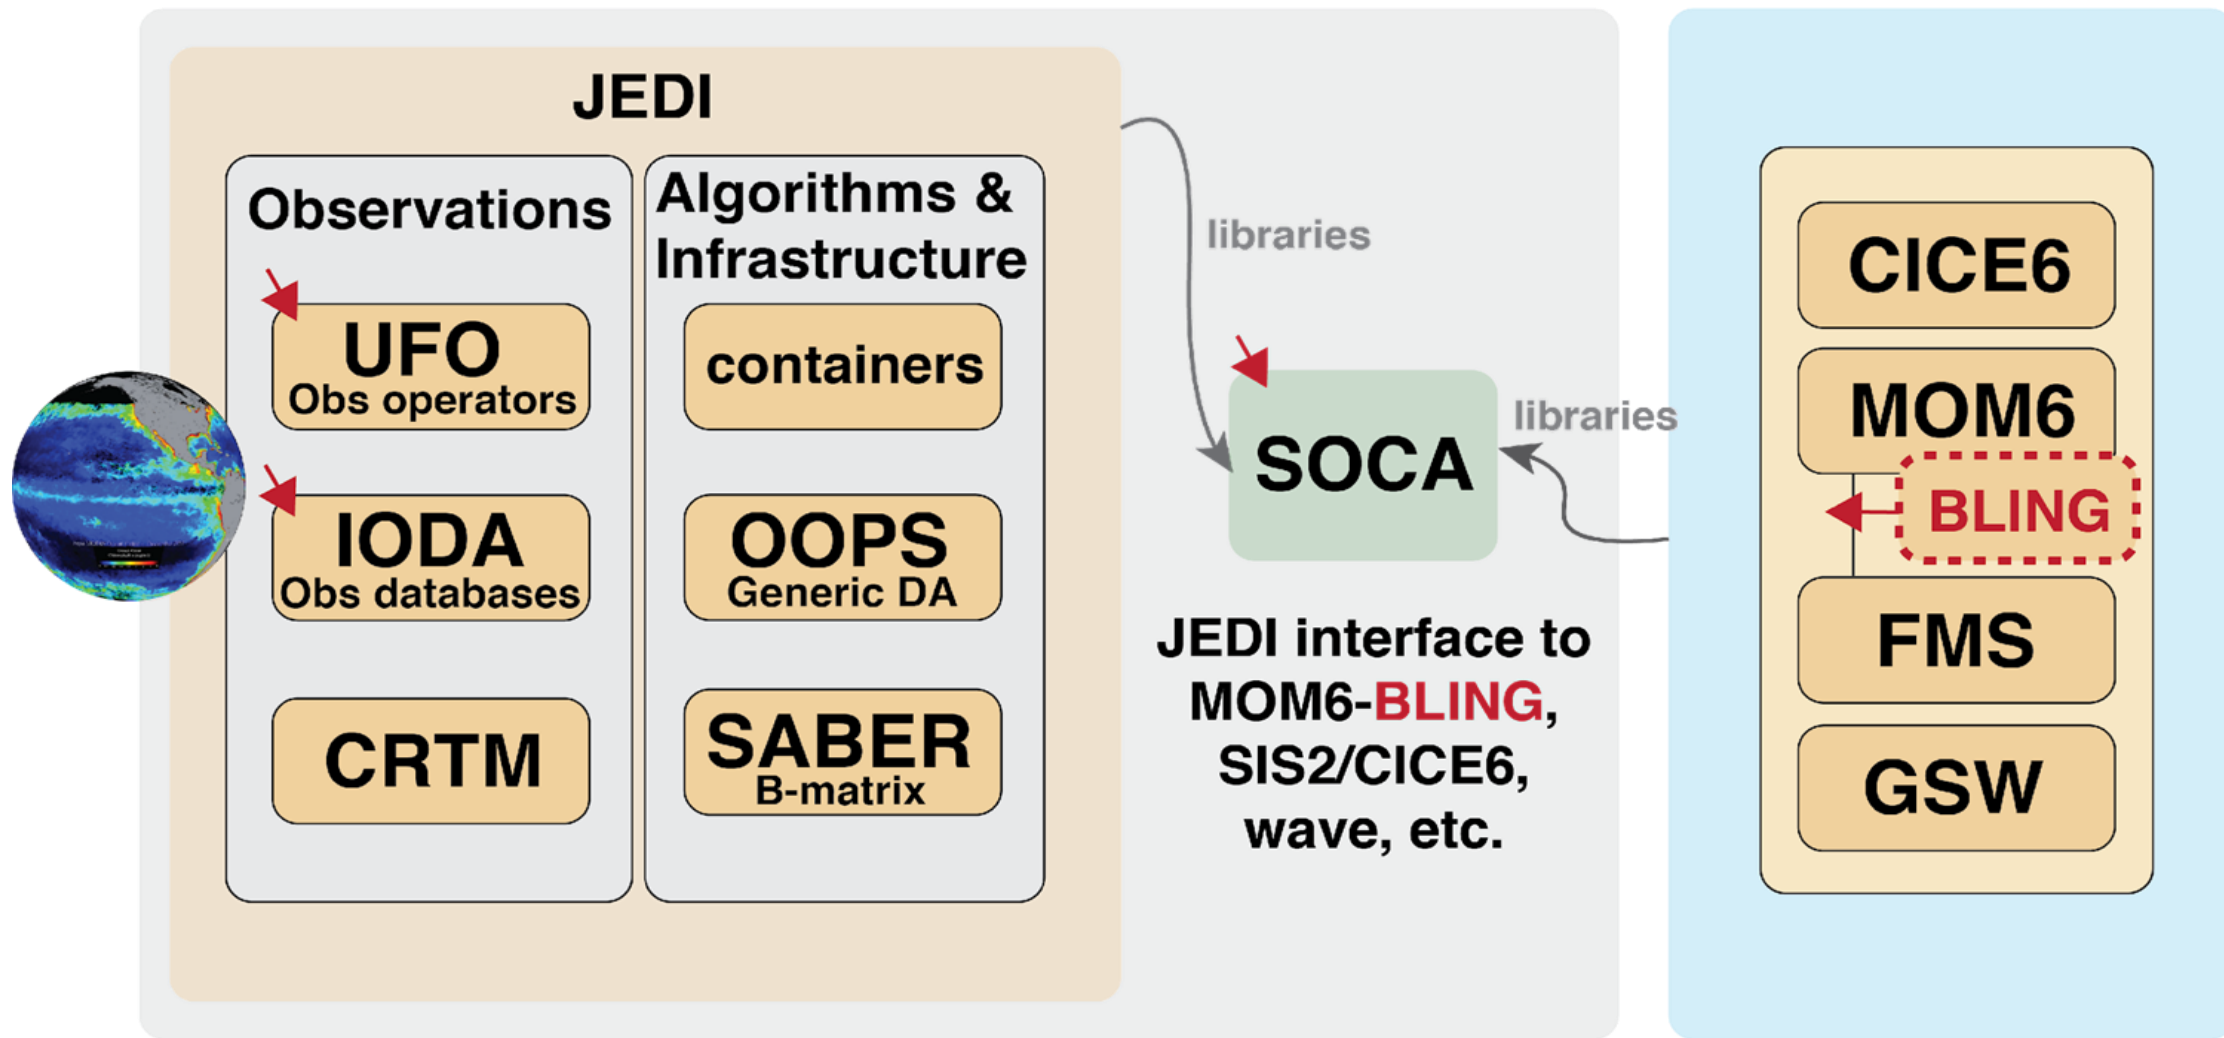 JEDI
Observations
UFO
Obs operators
IODA
Obs databases
CRTM
Algorithms &
Infrastructure
containers
OOPS
Generic DA
SABER
B-matrix
libraries
SOCA
libraries
JEDI interface to
MOM6-BLING,
SIS2/CICE6,
wave, etc.
CICE6
MOM6
BLING
FMS
GSW